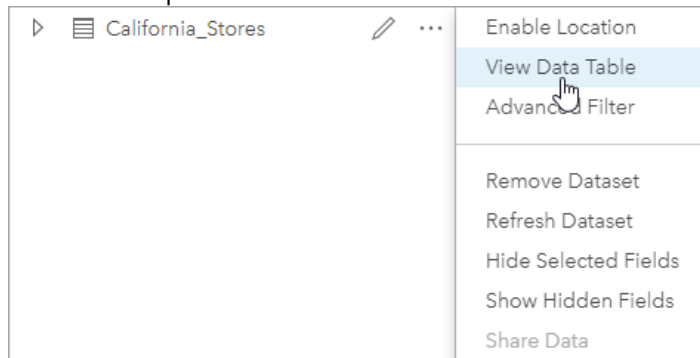 California_Stores
Enable Location
View Data Table
Advanced Filter
Remove Dataset
Refresh Dataset
Hide Selected Fields
Show Hidden Fields
Share Data